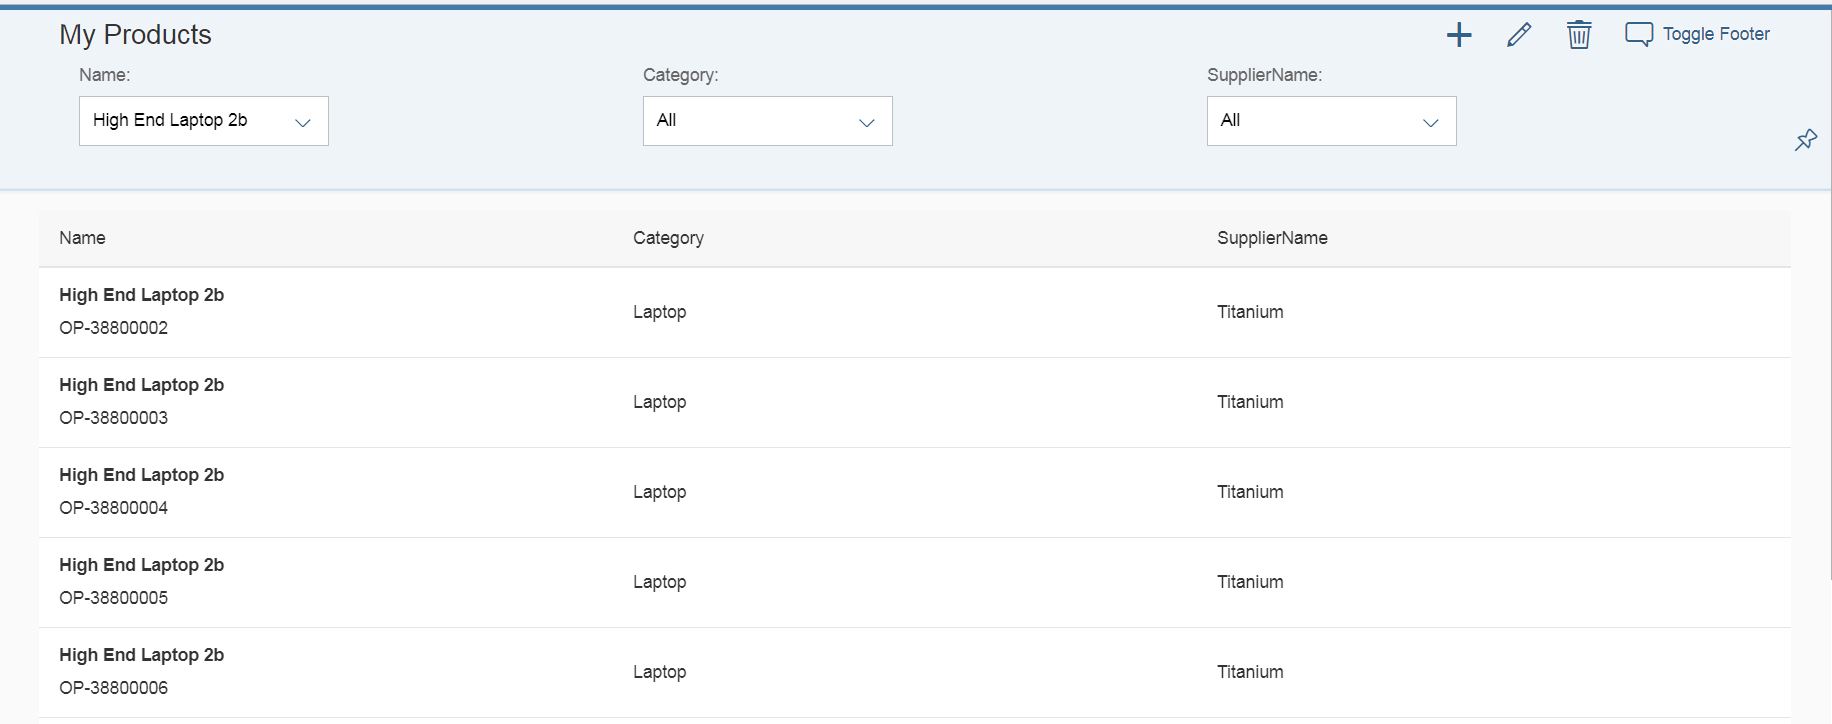 My Products
Toggle Footer
Name: Category: SupplierName:
High End Laptop 2b All All
Name Category SupplierName
High End Laptop 2b
OP-38800002
Laptop Titanium
High End Laptop 2b
OP-38800003
Laptop Titanium
High End Laptop 2b
OP-38800004
Laptop Titanium
High End Laptop 2b
OP-38800005
Laptop Titanium
High End Laptop 2b
OP-38800006
Laptop Titanium